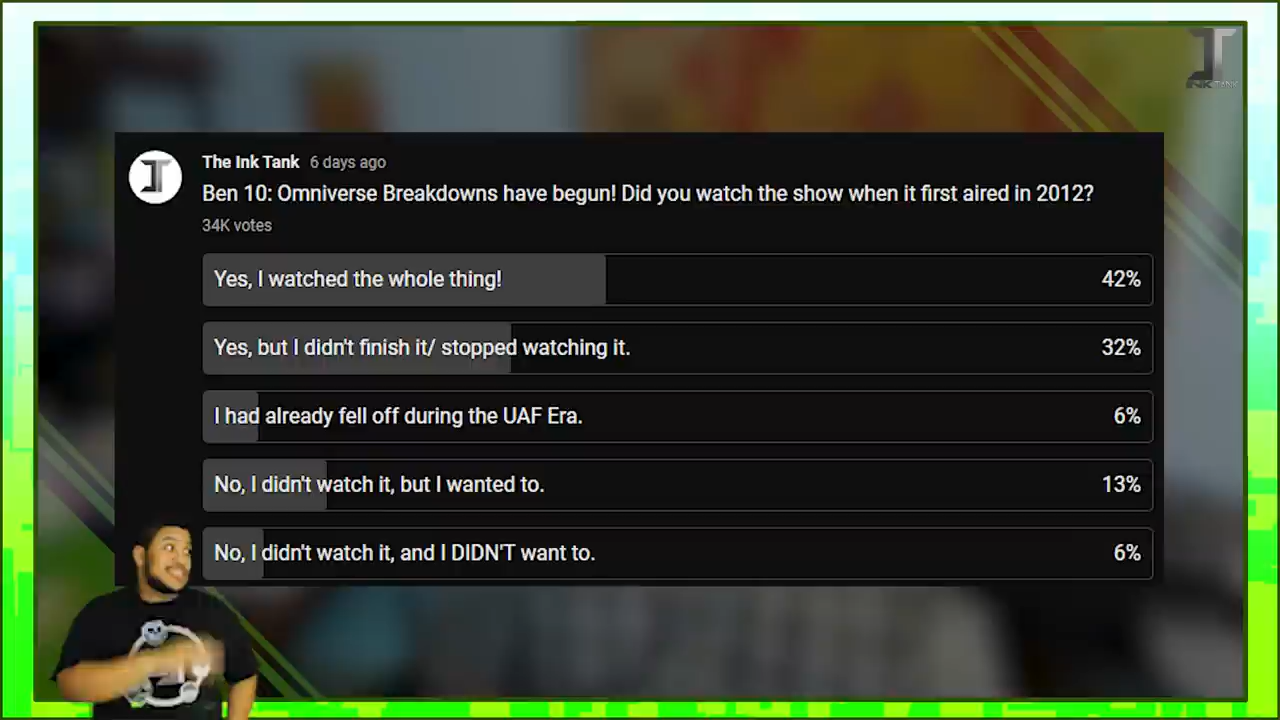 INK TANK
The Ink Tank 6 days ago
Ben 10: Omniverse Breakdowns have begun! Did you watch the show when it first aired in 2012?
34K votes
Yes, I watched the whole thing! 42%
Yes, but I didn't finish it/ stopped watching it. 32%
I had already fell off during the UAF Era. 6%
No, I didn't watch it, but I wanted to. 13%
No, I didn't watch it, and I DIDN'T want to. 6%